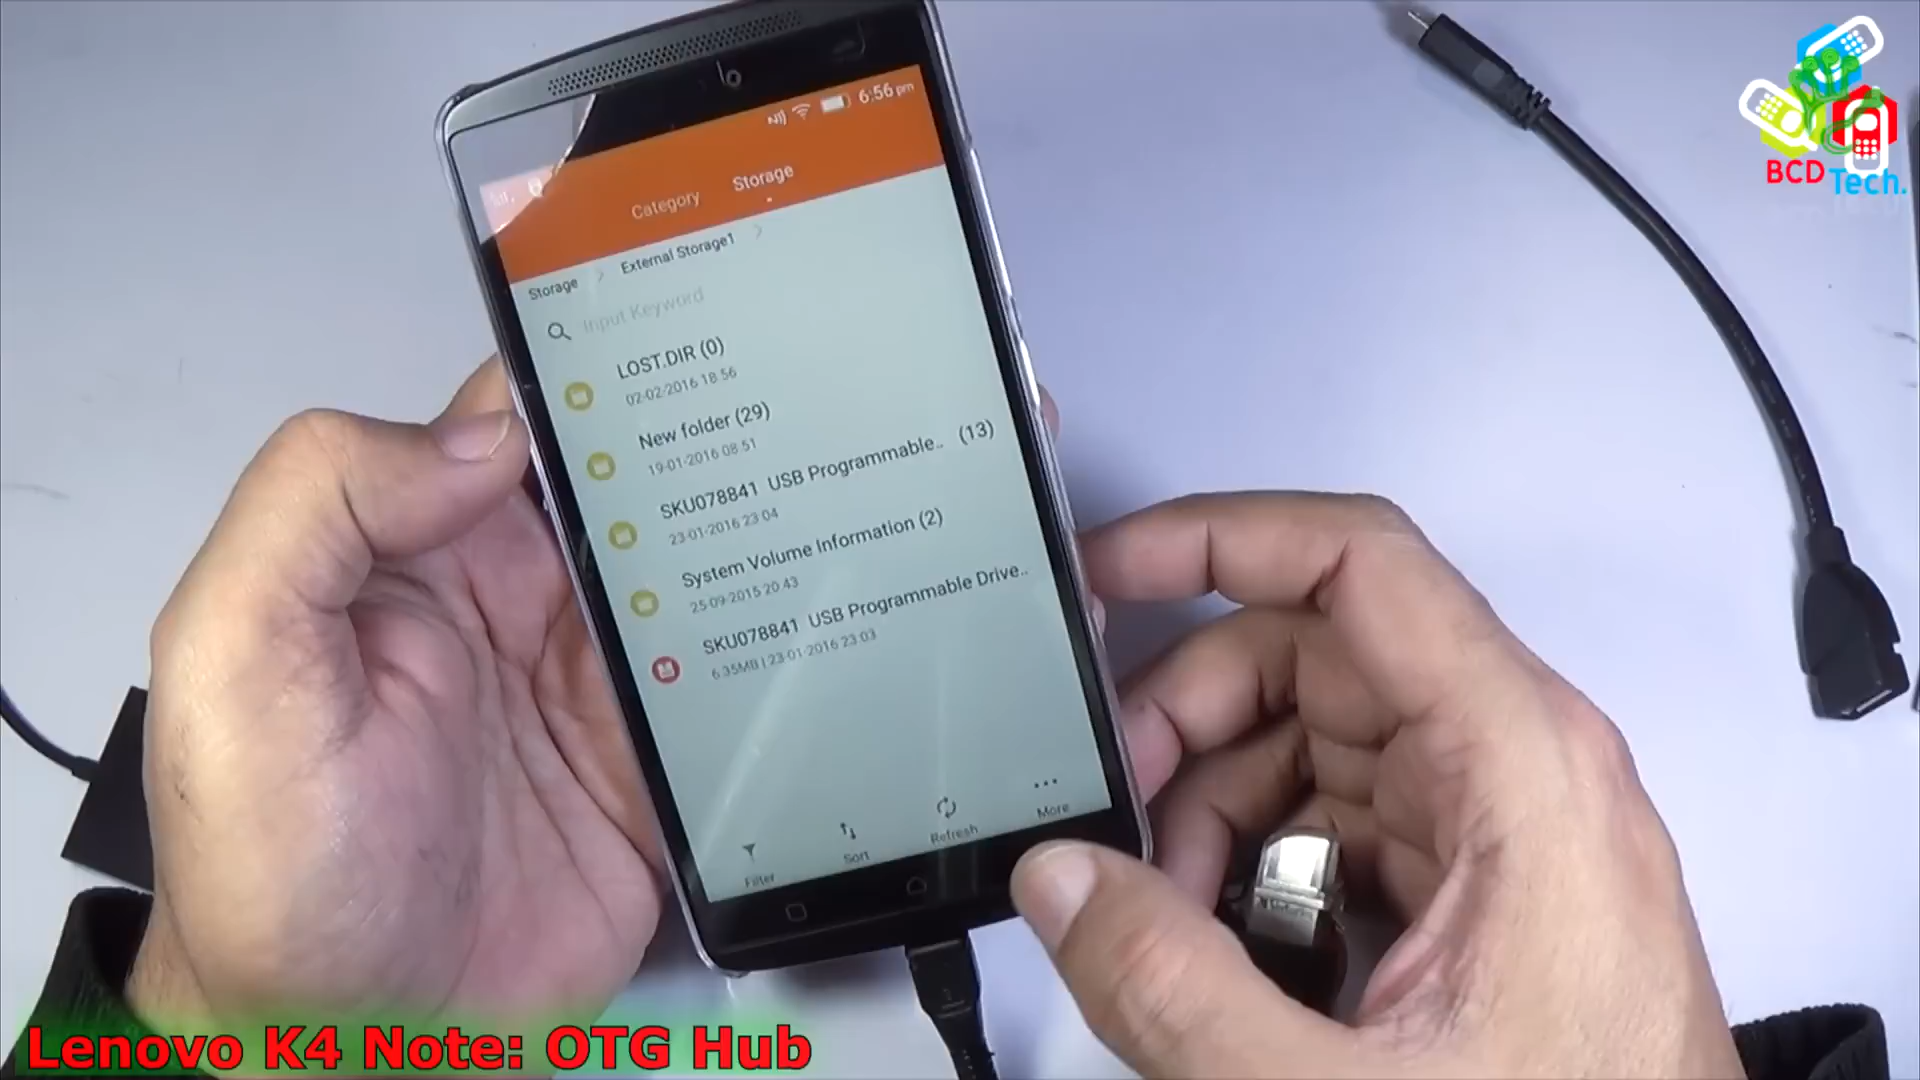 6:56 pm
Category
Storage
Storage
External Storage1
Input Keyword
LOST.DIR (0)
02-02-2016 18:56
New folder (29)
19-01-2016 08:51
SKU078841 USB Programmable.. (13)
23-01-2016 23:04
System Volume Information (2)
25-09-2015 20:43
SKU078841 USB Programmable Drive..
6.35MB | 23-01-2016 23:03
Filter
Sort
Refresh
More
BCD Tech.
Lenovo K4 Note: OTG Hub